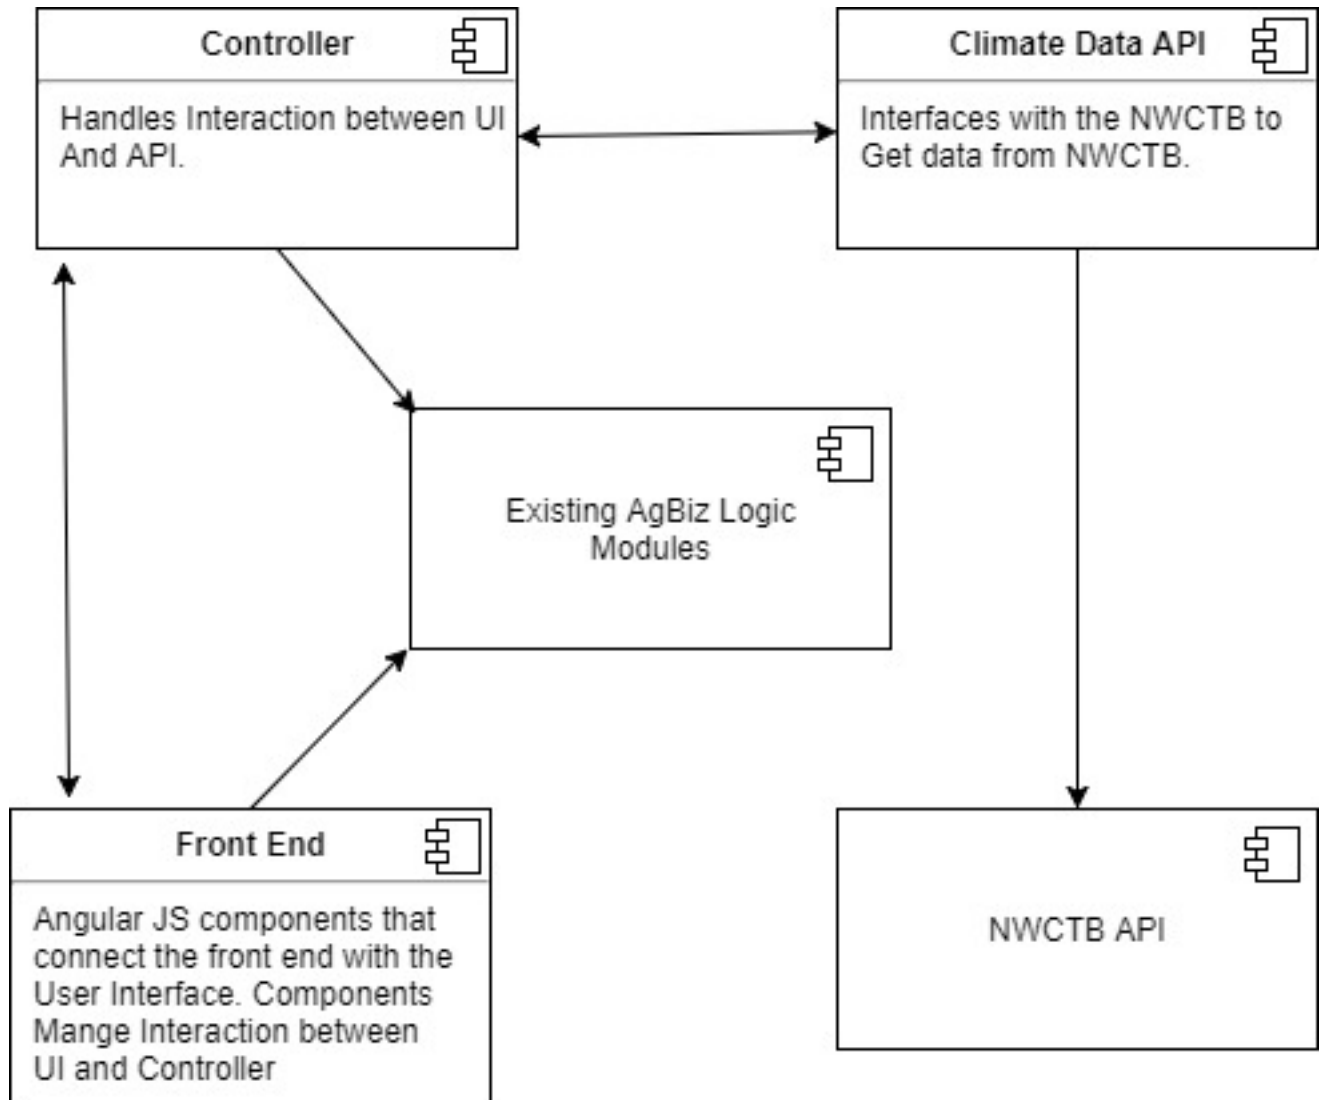 Controller
Handles Interaction between UI
And API.
Climate Data API
Interfaces with the NWCTB to
Get data from NWCTB.
Existing AgBiz Logic
Modules
Front End
Angular JS components that
connect the front end with the
User Interface. Components
Mange Interaction between
UI and Controller
NWCTB API